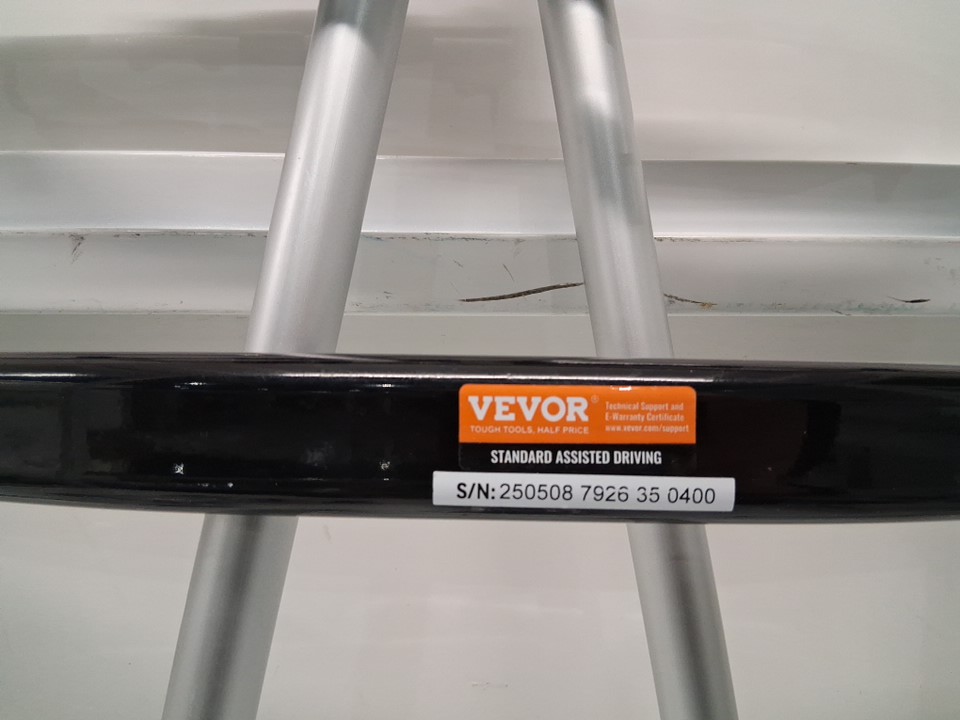 VEVOR®
TOUGH TOOLS, HALF PRICE
Technical Support and
E-Warranty Certificate
www.vevor.com/support
STANDARD ASSISTED DRIVING
S/N: 250508 7926 35 0400